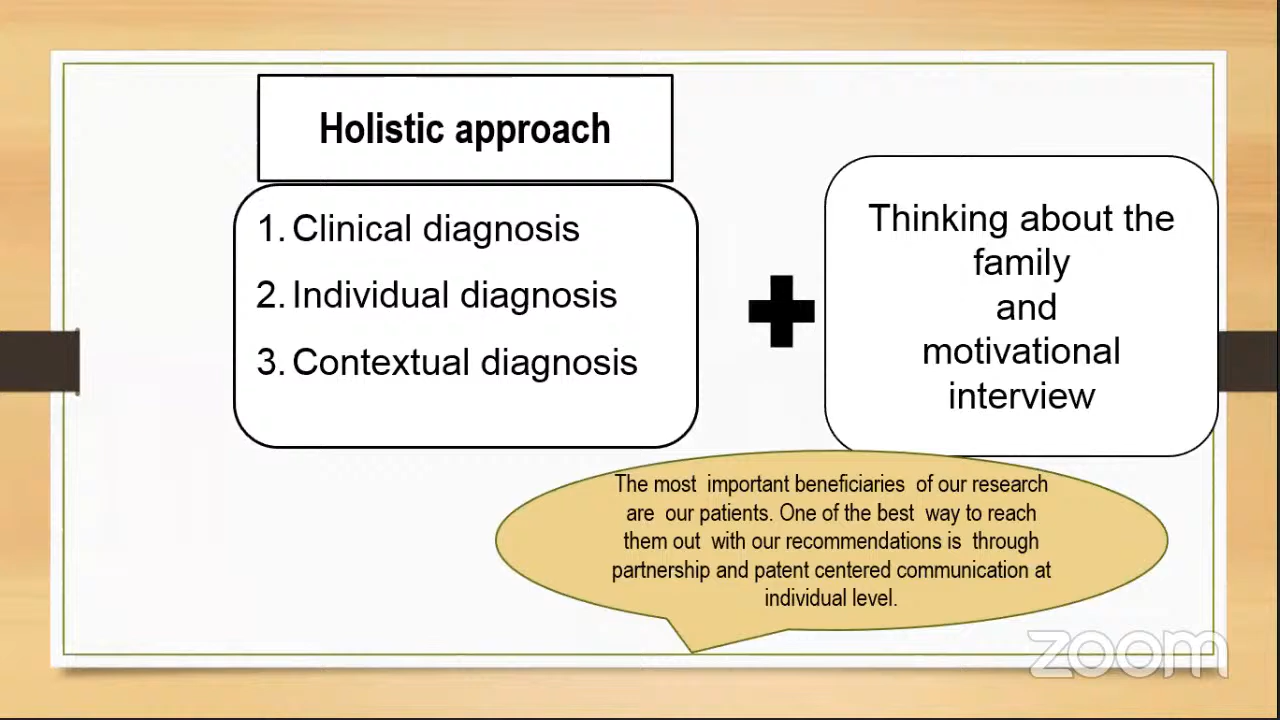 Holistic approach
1. Clinical diagnosis
2. Individual diagnosis
3. Contextual diagnosis
Thinking about the
family
and
motivational
interview
The most important beneficiaries of our research
are our patients. One of the best way to reach
them out with our recommendations is through
partnership and patent centered communication at
individual level.
zoom